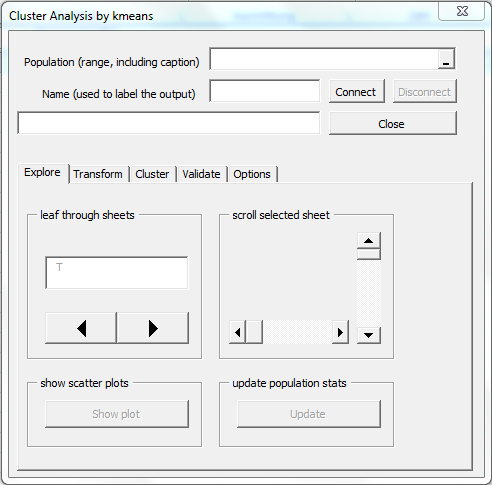 Cluster Analysis by kmeans
Population (range, including caption)
Name (used to label the output) Connect Disconnect
Close
Explore Transform Cluster Validate Options
leaf through sheets scroll selected sheet
T
show scatter plots update population stats
Show plot Update